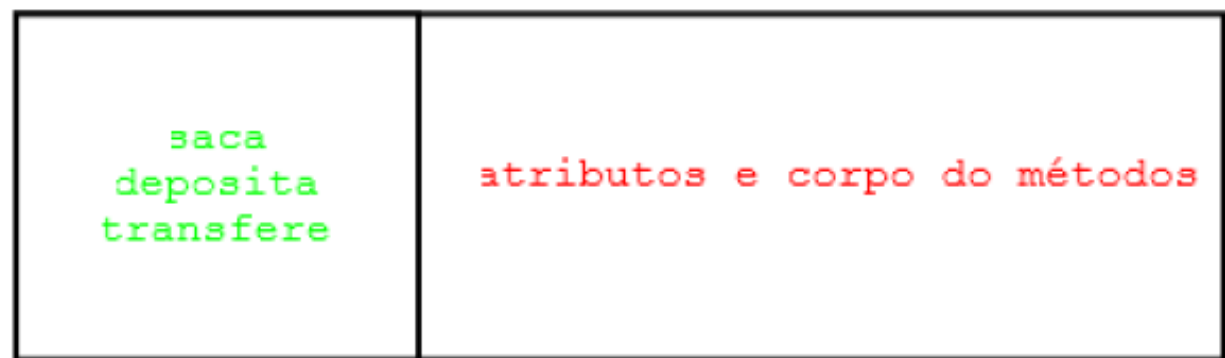 saca
deposita
transfere
atributos e corpo do métodos